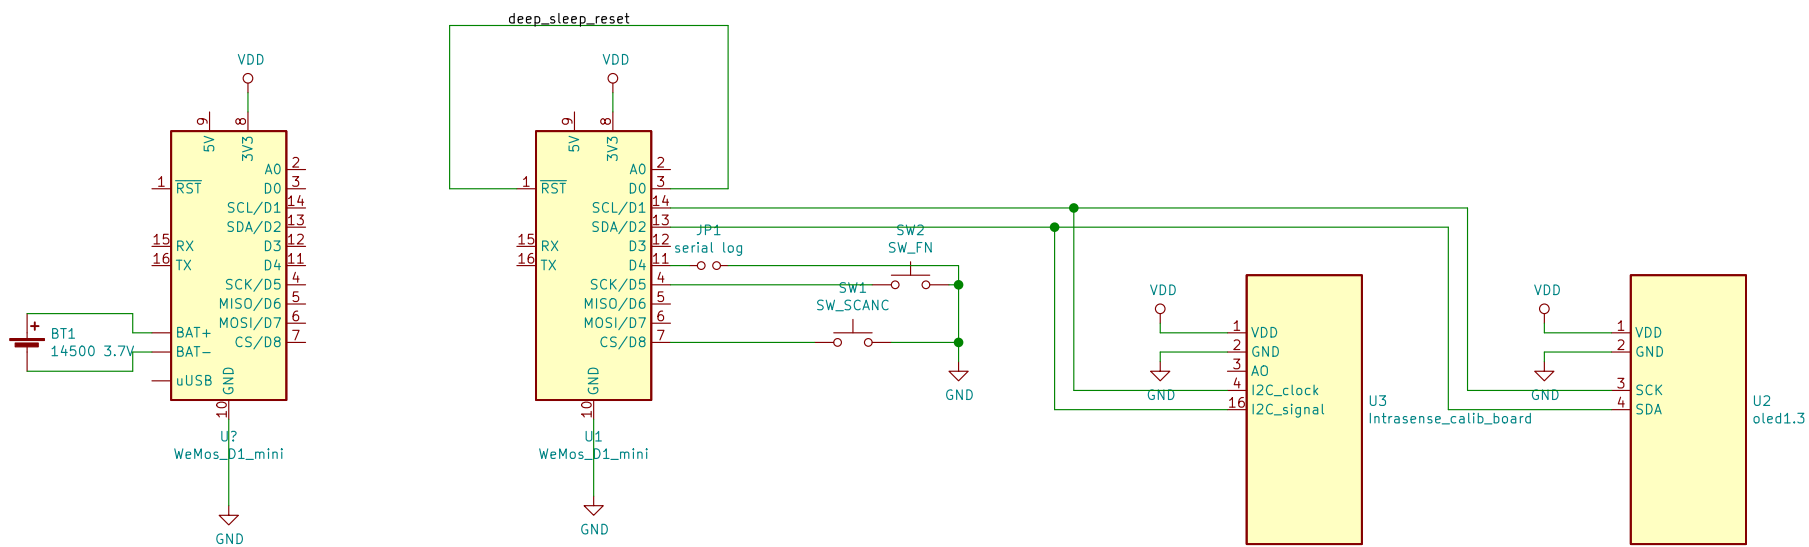 deep_sleep_reset
VDD
9
8
5V
3V3
1
RST
15
RX
16
TX
BAT+
BAT-
uUSB
GND
10
A0
2
D0
3
SCL/D1
14
SDA/D2
13
D3
12
D4
11
SCK/D5
4
MISO/D6
5
MOSI/D7
6
CS/D8
7
+
BT1
14500 3.7V
U?
WeMos_D1_mini
GND
VDD
9
8
5V
3V3
1
RST
15
RX
16
TX
GND
10
A0
2
D0
3
SCL/D1
14
SDA/D2
13
D3
12
D4
11
SCK/D5
4
MISO/D6
5
MOSI/D7
6
CS/D8
7
U1
WeMos_D1_mini
GND
JP1
serial log
SW2
SW_FN
SW1
SW_SCANC
GND
VDD
GND
1
VDD
2
GND
3
AO
4
I2C_clock
16
I2C_signal
U3
Intrasense_calib_board
VDD
GND
1
VDD
2
GND
3
SCK
4
SDA
U2
oled1.3